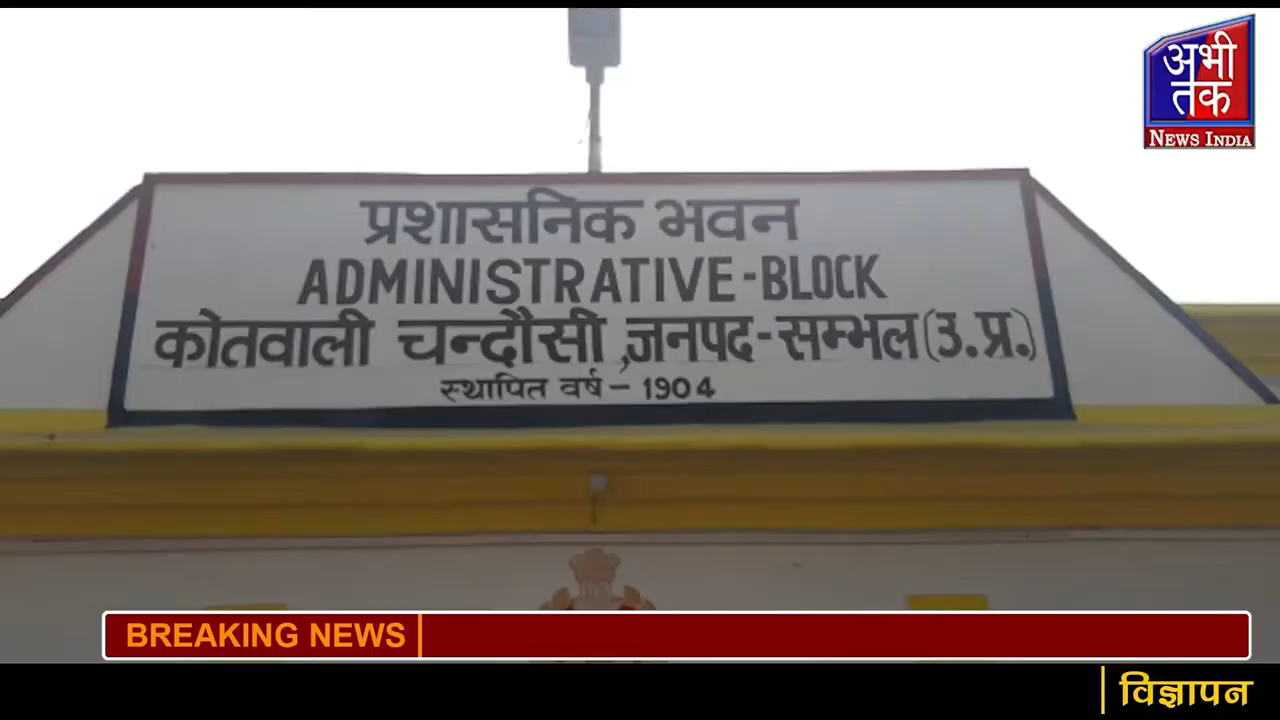 अभी
तक
NEWS INDIA
प्रशासनिक भवन
ADMINISTRATIVE-BLOCK
कोतवाली चन्दौसी,जनपद-सम्भल(उ.प्र.)
स्थापित वर्ष-1904
BREAKING NEWS
विज्ञापन